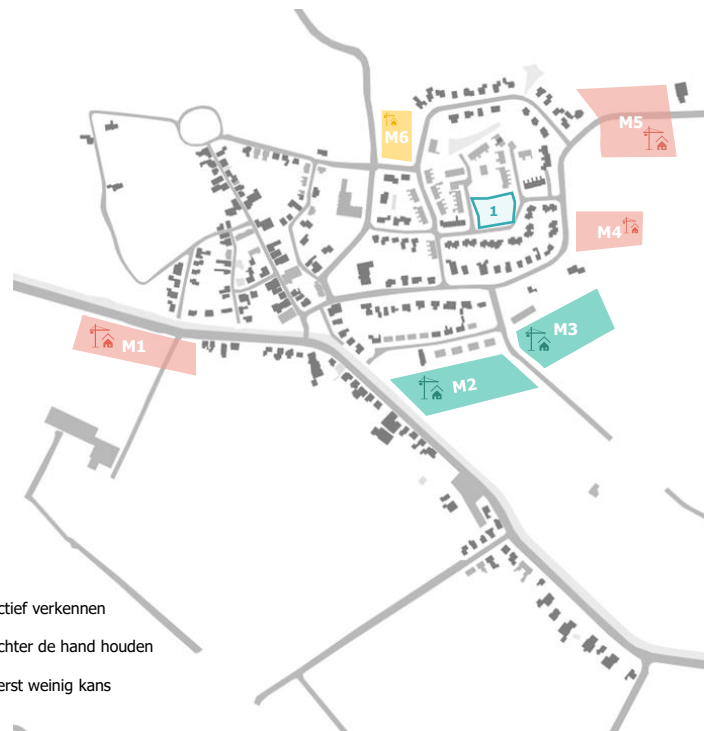 M5
M6
1
M4
M3
M1
M2
ctief verkennen
chter de hand houden
erst weinig kans